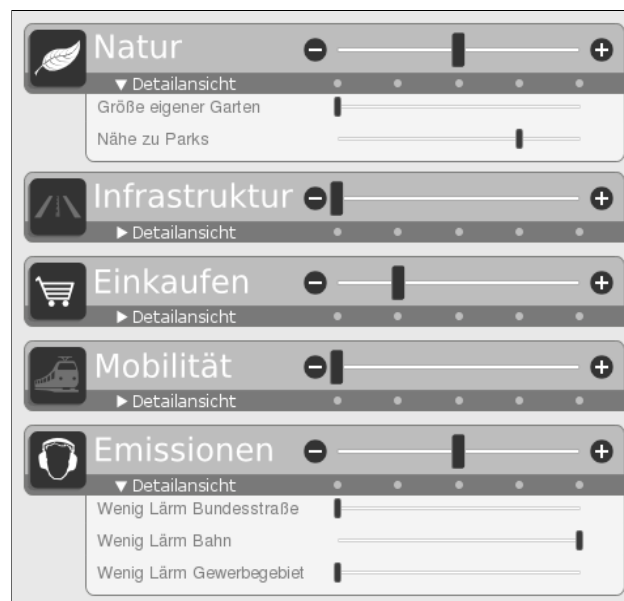 Natur
▼ Detailansicht
Größe eigener Garten
Nähe zu Parks
Infrastruktur
▶ Detailansicht
Einkaufen
▶ Detailansicht
Mobilität
▶ Detailansicht
Emissionen
▼ Detailansicht
Wenig Lärm Bundesstraße
Wenig Lärm Bahn
Wenig Lärm Gewerbegebiet